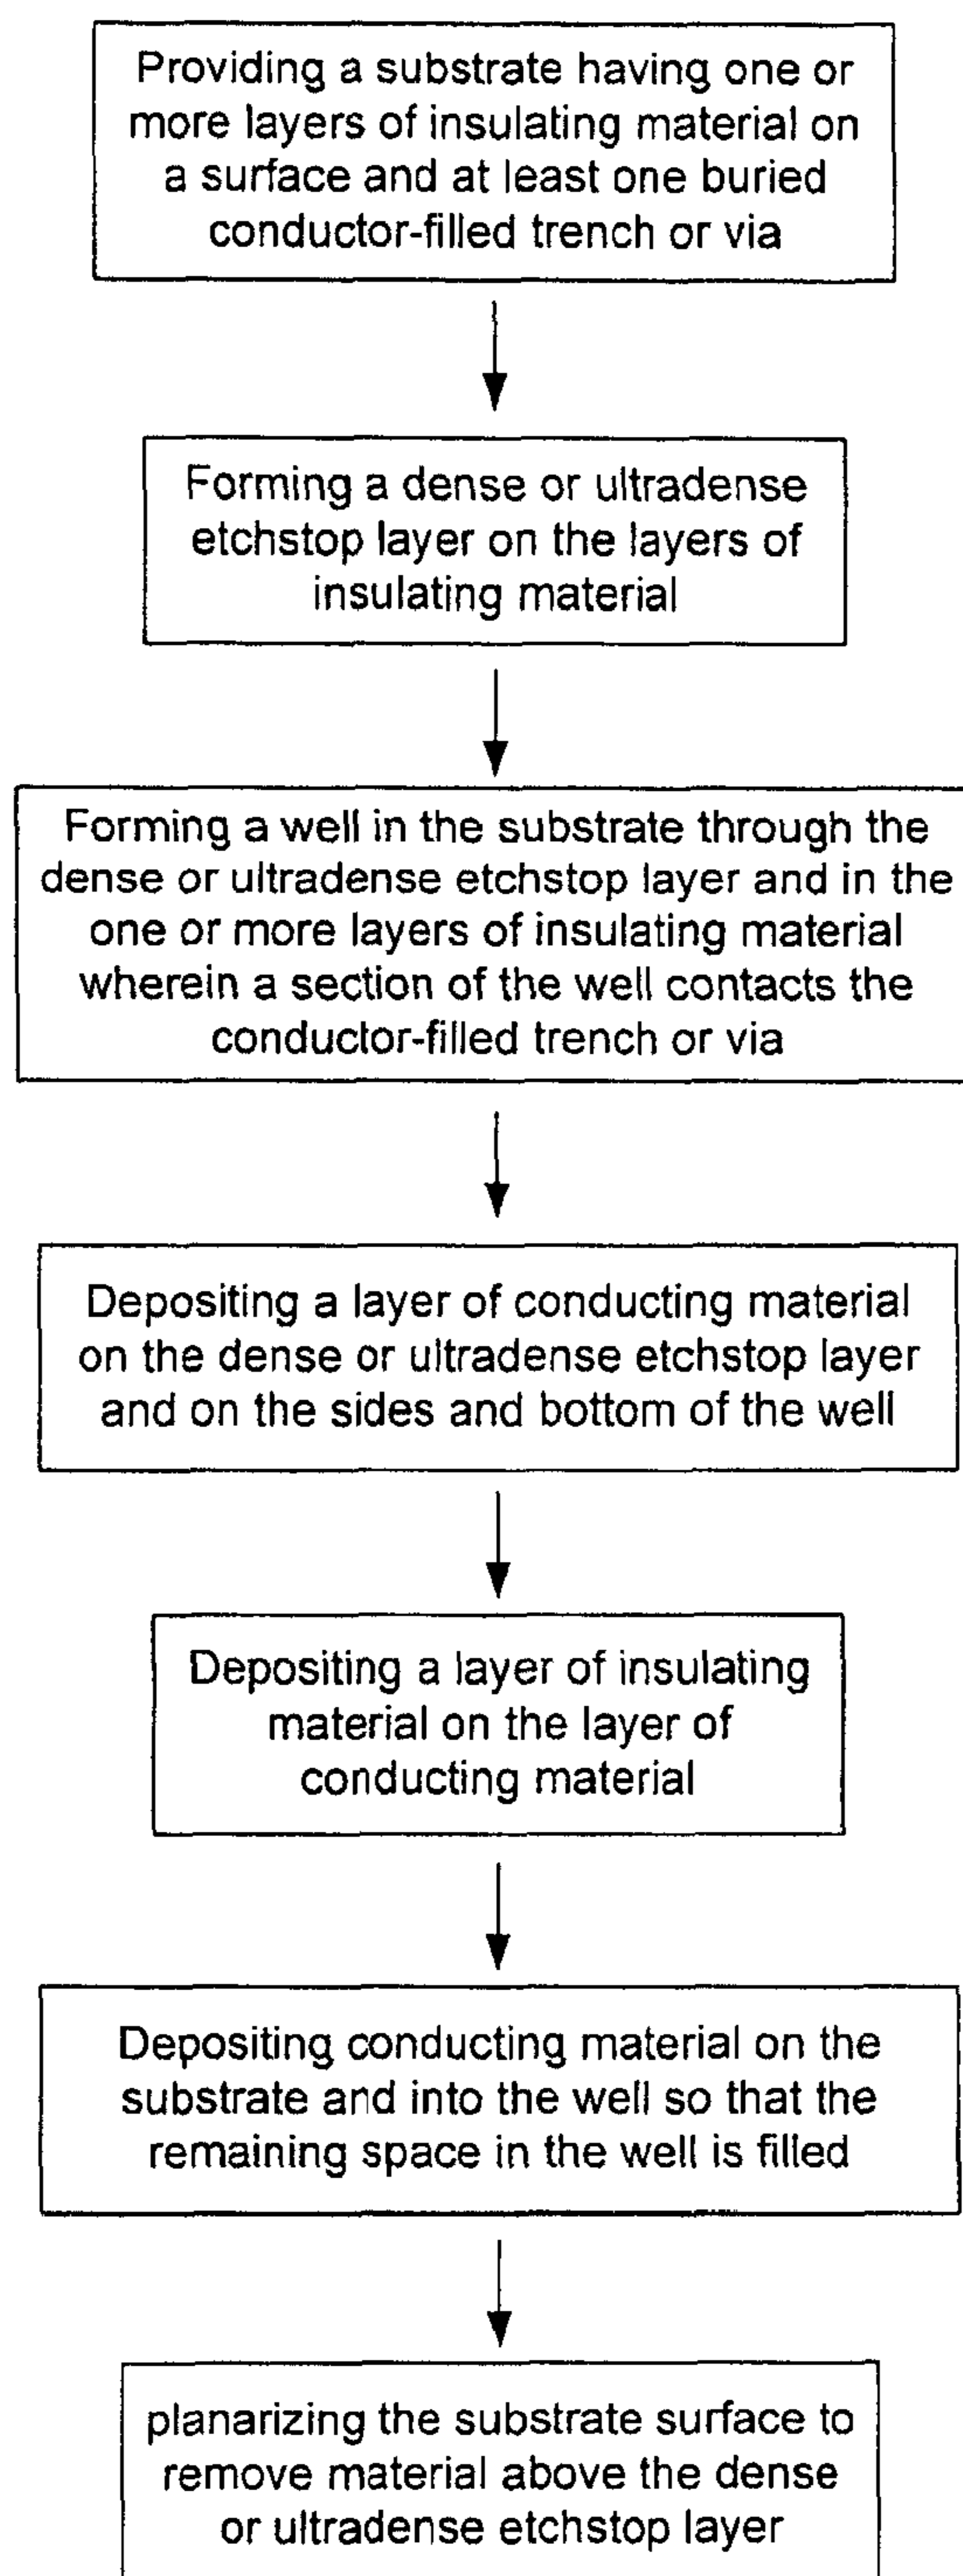 Providing a substrate having one or
more layers of insulating material on
a surface and at least one buried
conductor-filled trench or via
Forming a dense or ultradense
etchstop layer on the layers of
insulating material
Forming a well in the substrate through the
dense or ultradense etchstop layer and in the
one or more layers of insulating material
wherein a section of the well contacts the
conductor-filled trench or via
Depositing a layer of conducting material
on the dense or ultradense etchstop layer
and on the sides and bottom of the well
Depositing a layer of insulating
material on the layer of
conducting material
Depositing conducting material on the
substrate and into the well so that the
remaining space in the well is filled
planarizing the substrate surface to
remove material above the dense
or ultradense etchstop layer